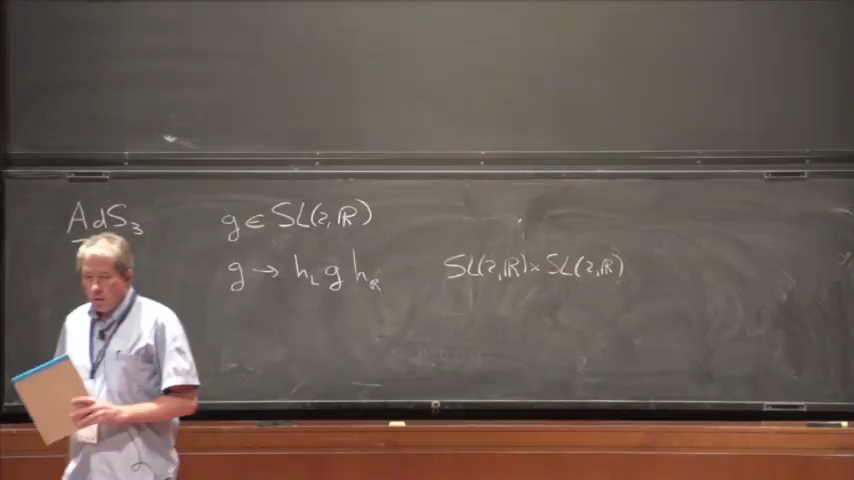 AdS₃ g ∈ SL(2,ℝ)
g → h_L g h_R SL(2,ℝ) × SL(2,ℝ)